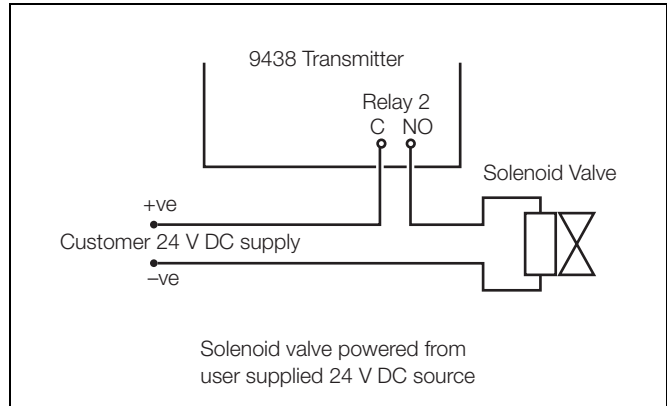 9438 Transmitter
Relay 2
C NO
Solenoid Valve
+ve
Customer 24 V DC supply
–ve
Solenoid valve powered from
user supplied 24 V DC source